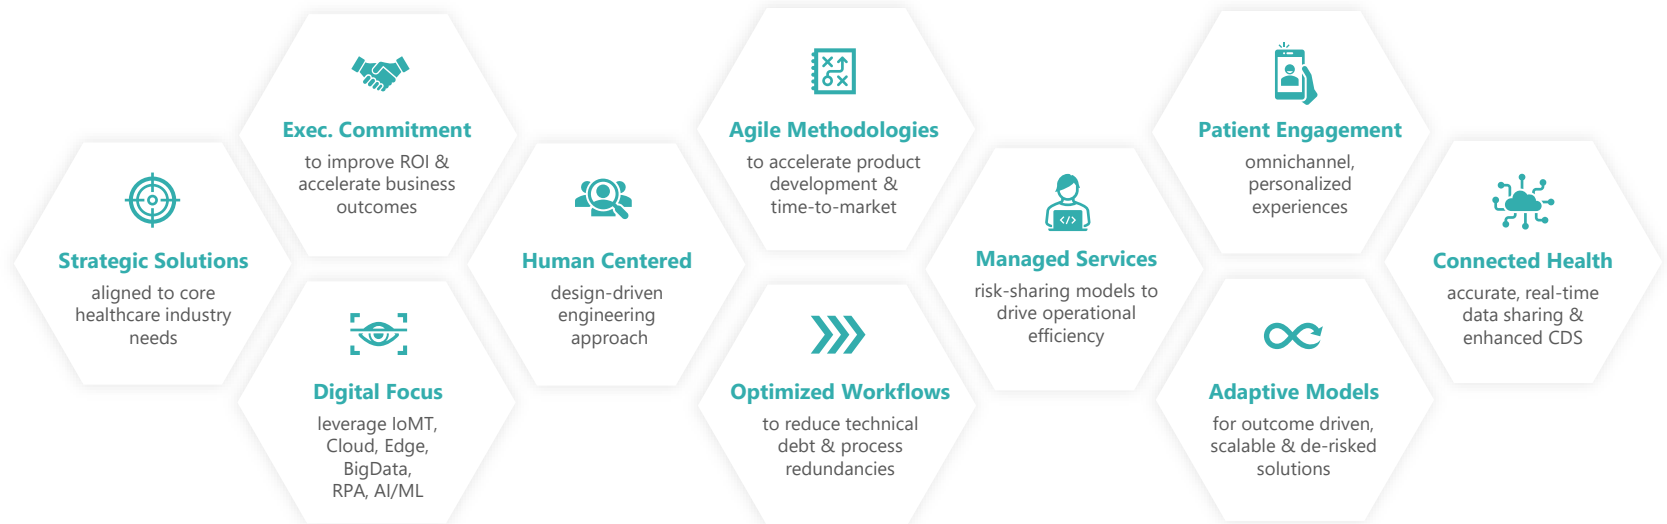 Strategic Solutions
aligned to core
healthcare industry
needs
Exec. Commitment
to improve ROI &
accelerate business
outcomes
Digital Focus
leverage IoMT,
Cloud, Edge,
BigData,
RPA, AI/ML
Human Centered
design-driven
engineering
approach
Agile Methodologies
to accelerate product
development &
time-to-market
Optimized Workflows
to reduce technical
debt & process
redundancies
Managed Services
risk-sharing models to
drive operational
efficiency
Patient Engagement
omnichannel,
personalized
experiences
Adaptive Models
for outcome driven,
scalable & de-risked
solutions
Connected Health
accurate, real-time
data sharing &
enhanced CDS